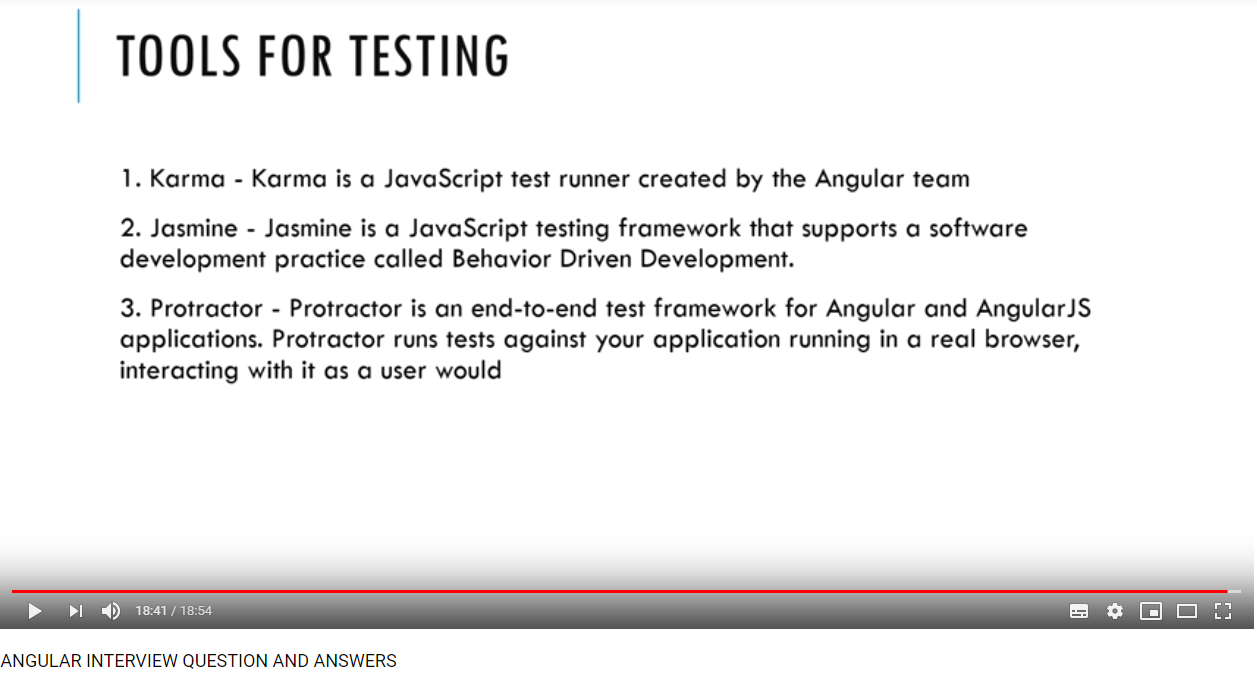 TOOLS FOR TESTING
1. Karma - Karma is a JavaScript test runner created by the Angular team
2. Jasmine - Jasmine is a JavaScript testing framework that supports a software
development practice called Behavior Driven Development.
3. Protractor - Protractor is an end-to-end test framework for Angular and AngularJS
applications. Protractor runs tests against your application running in a real browser,
interacting with it as a user would
18:41 / 18:54
ANGULAR INTERVIEW QUESTION AND ANSWERS